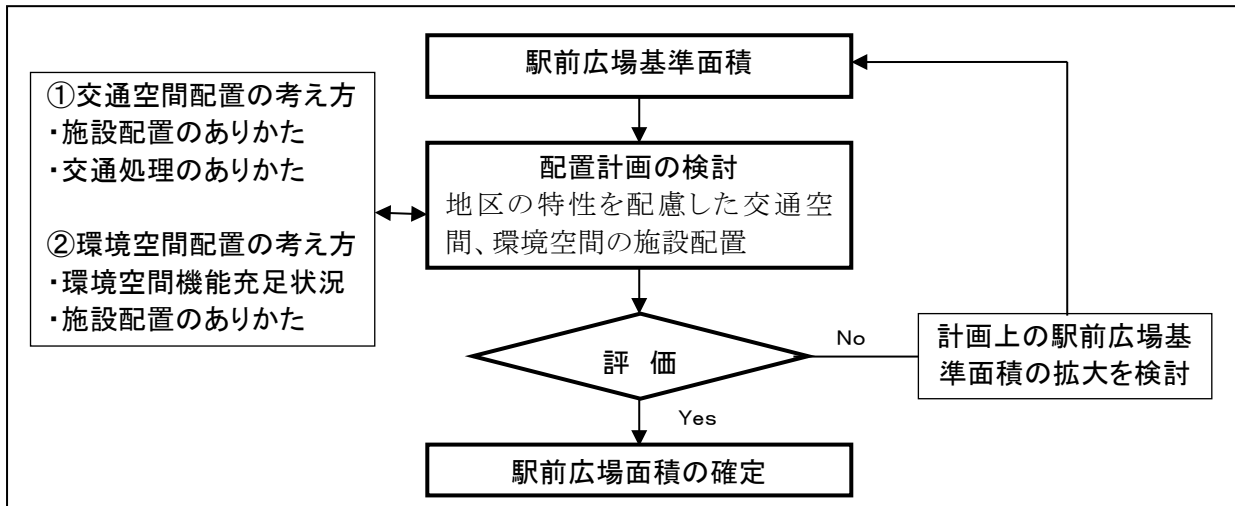 駅前広場基準面積
①交通空間配置の考え方
・施設配置のありかた
・交通処理のありかた
②環境空間配置の考え方
・環境空間機能充足状況
・施設配置のありかた
配置計画の検討
地区の特性を配慮した交通空
間、環境空間の施設配置
評 価
No
計画上の駅前広場基
準面積の拡大を検討
Yes
駅前広場面積の確定